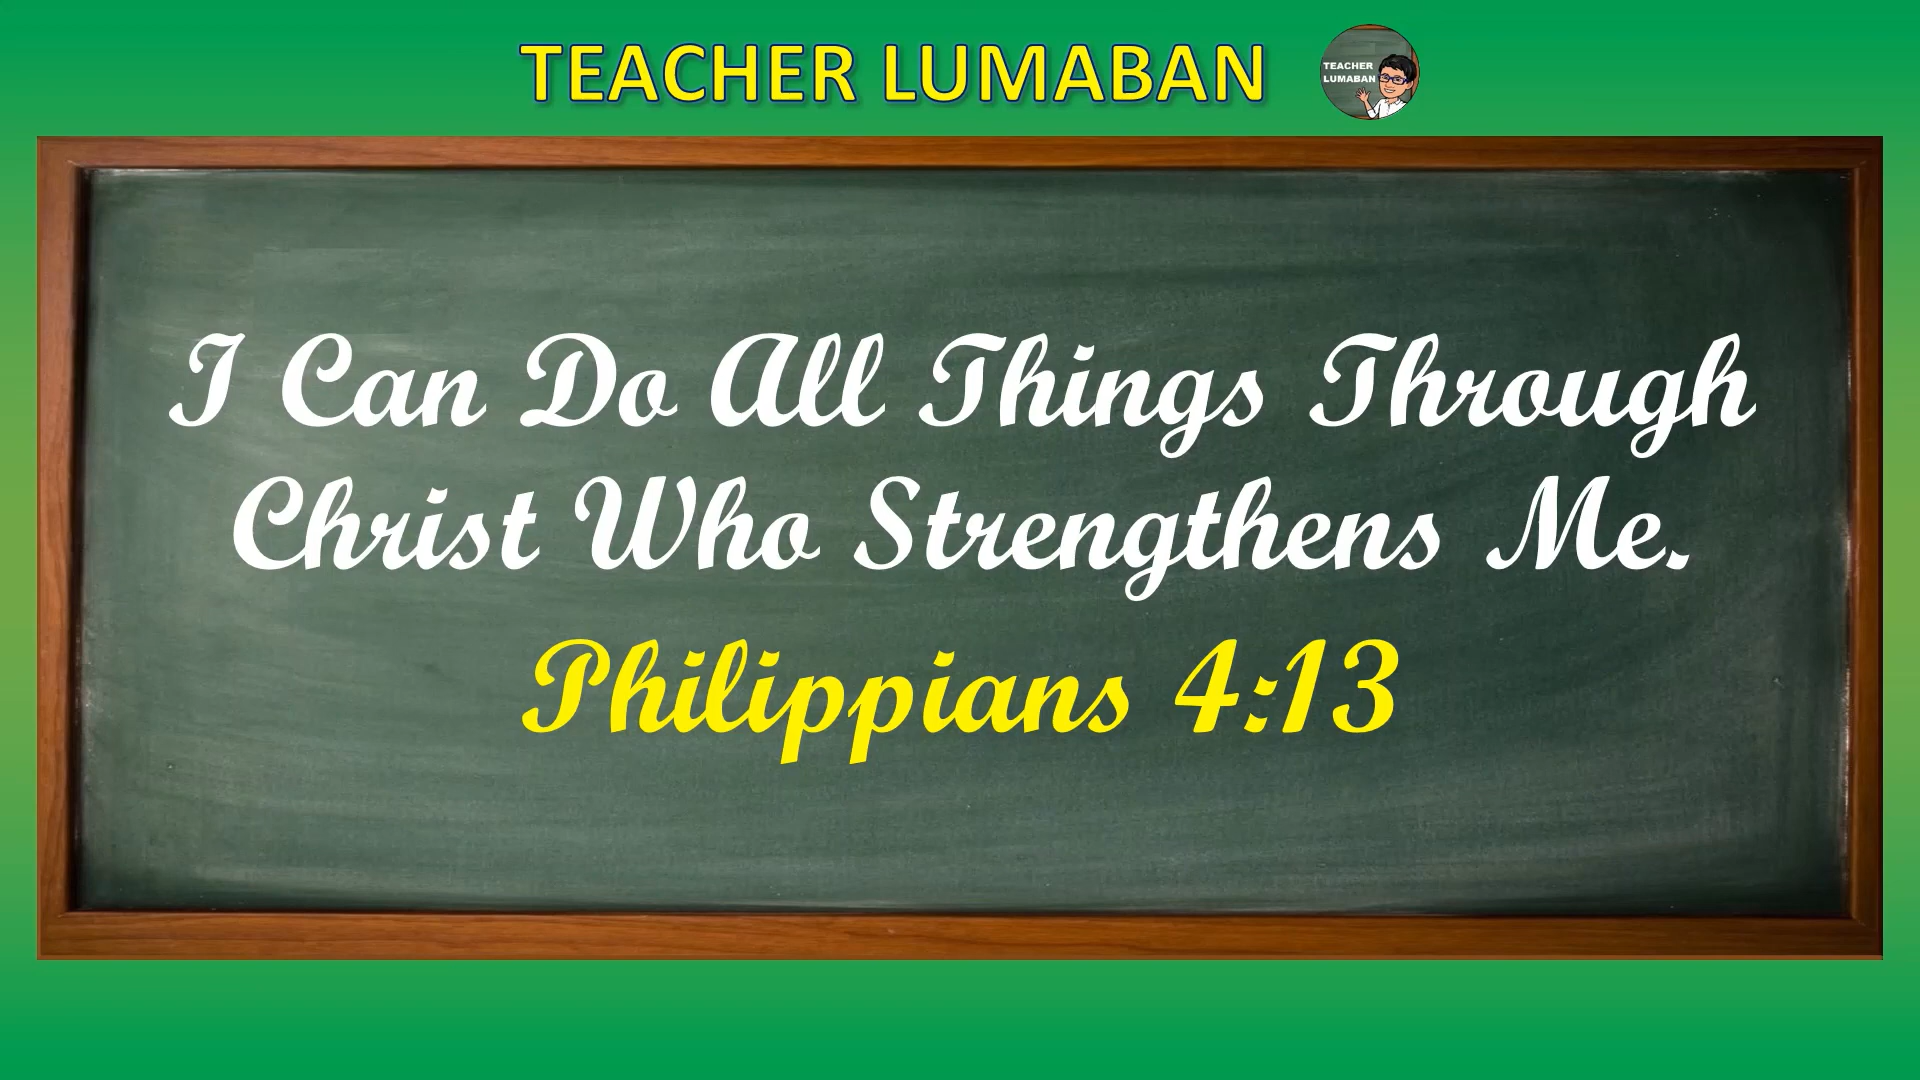 TEACHER LUMABAN
TEACHER
LUMABAN
I Can Do All Things Through
Christ Who Strengthens Me.
Philippians 4:13